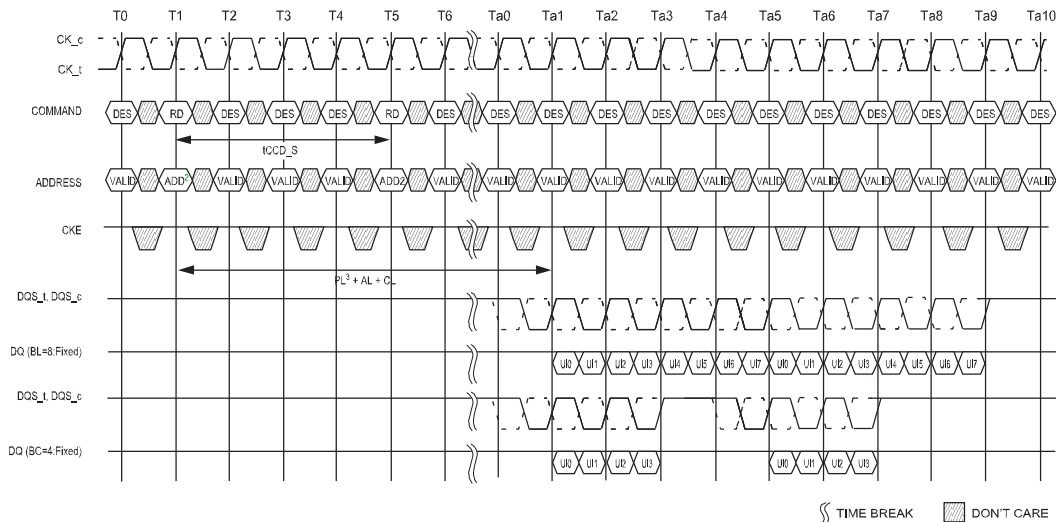 T0 T1 T2 T3 T4 T5 T6 Ta0 Ta1 Ta2 Ta3 Ta4 Ta5 Ta6 Ta7 Ta8 Ta9 Ta10
CK_c
CK_t
COMMAND DES RD DES DES DES RD DES DES DES DES DES DES DES DES DES DES DES DES
tCCD_S
ADDRESS VALID ADD² VALID VALID VALID ADD2 VALID VALID VALID VALID VALID VALID VALID VALID VALID VALID VALID VALID
CKE
PL³ + AL + CL
DQS_t, DQS_c
DQ (BL=8:Fixed) UI0 UI1 UI2 UI3 UI4 UI5 UI6 UI7 UI0 UI1 UI2 UI3 UI4 UI5 UI6 UI7
DQS_t, DQS_c
DQ (BC=4:Fixed) UI0 UI1 UI2 UI3 UI0 UI1 UI2 UI3
TIME BREAK DON'T CARE